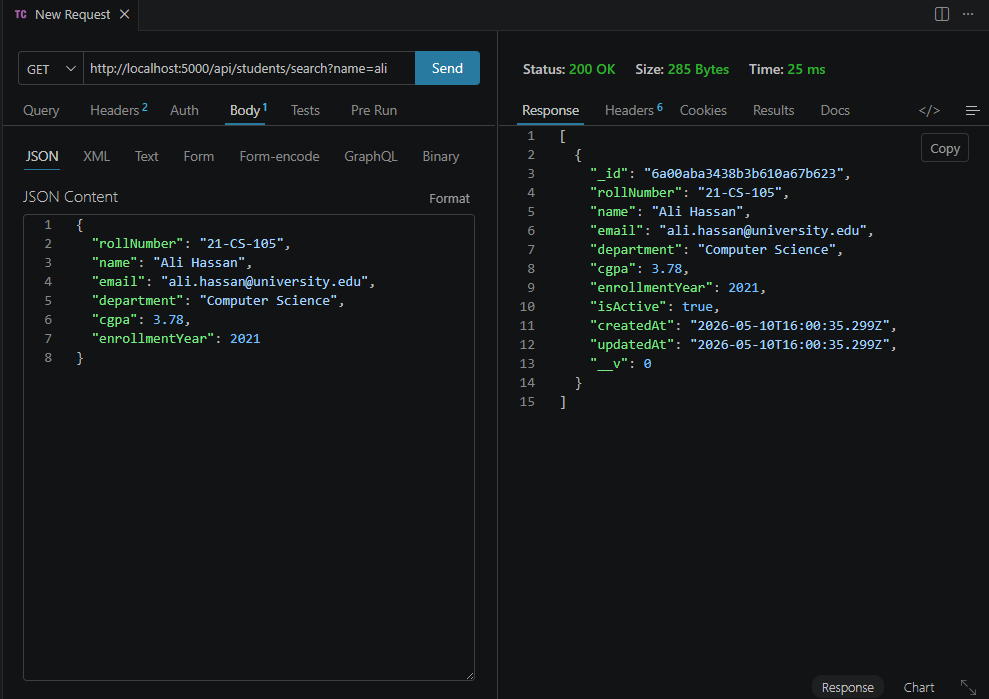 TC New Request
GET http://localhost:5000/api/students/search?name=ali Send
Query Headers 2 Auth Body 1 Tests Pre Run
JSON XML Text Form Form-encode GraphQL Binary
JSON Content Format
1 {
2 "rollNumber": "21-CS-105",
3 "name": "Ali Hassan",
4 "email": "ali.hassan@university.edu",
5 "department": "Computer Science",
6 "cgpa": 3.78,
7 "enrollmentYear": 2021
8 }
Status: 200 OK Size: 285 Bytes Time: 25 ms
Response Headers 6 Cookies Results Docs </>
Copy
1 [
2 {
3 "_id": "6a00aba3438b3b610a67b623",
4 "rollNumber": "21-CS-105",
5 "name": "Ali Hassan",
6 "email": "ali.hassan@university.edu",
7 "department": "Computer Science",
8 "cgpa": 3.78,
9 "enrollmentYear": 2021,
10 "isActive": true,
11 "createdAt": "2026-05-10T16:00:35.299Z",
12 "updatedAt": "2026-05-10T16:00:35.299Z",
13 "__v": 0
14 }
15 ]
Response Chart